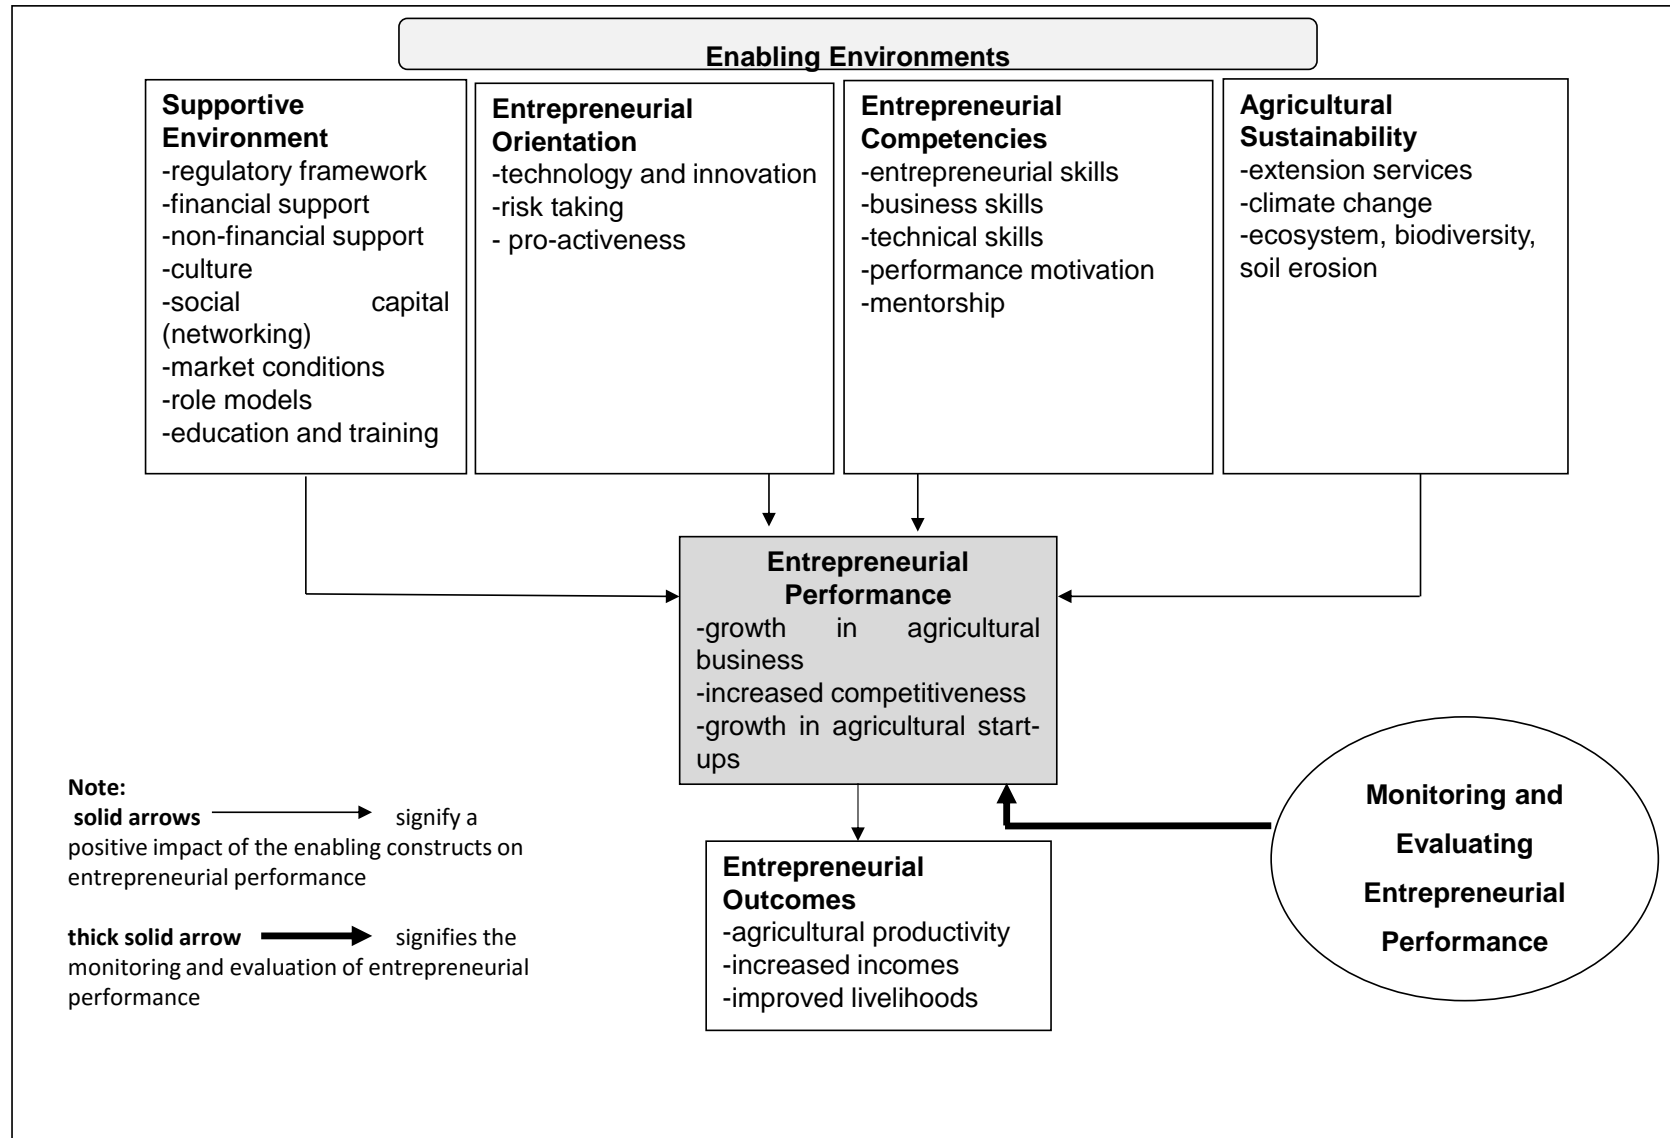 Enabling Environments
Supportive
Environment
-regulatory framework
-financial support
-non-financial support
-culture
-social capital
(networking)
-market conditions
-role models
-education and training
Entrepreneurial
Orientation
-technology and innovation
-risk taking
- pro-activeness
Entrepreneurial
Competencies
-entrepreneurial skills
-business skills
-technical skills
-performance motivation
-mentorship
Agricultural
Sustainability
-extension services
-climate change
-ecosystem, biodiversity,
soil erosion
Entrepreneurial
Performance
-growth in agricultural
business
-increased competitiveness
-growth in agricultural start-
ups
Note:
solid arrows signify a
positive impact of the enabling constructs on
entrepreneurial performance
thick solid arrow signifies the
monitoring and evaluation of entrepreneurial
performance
Monitoring and
Evaluating
Entrepreneurial
Performance
Entrepreneurial
Outcomes
-agricultural productivity
-increased incomes
-improved livelihoods